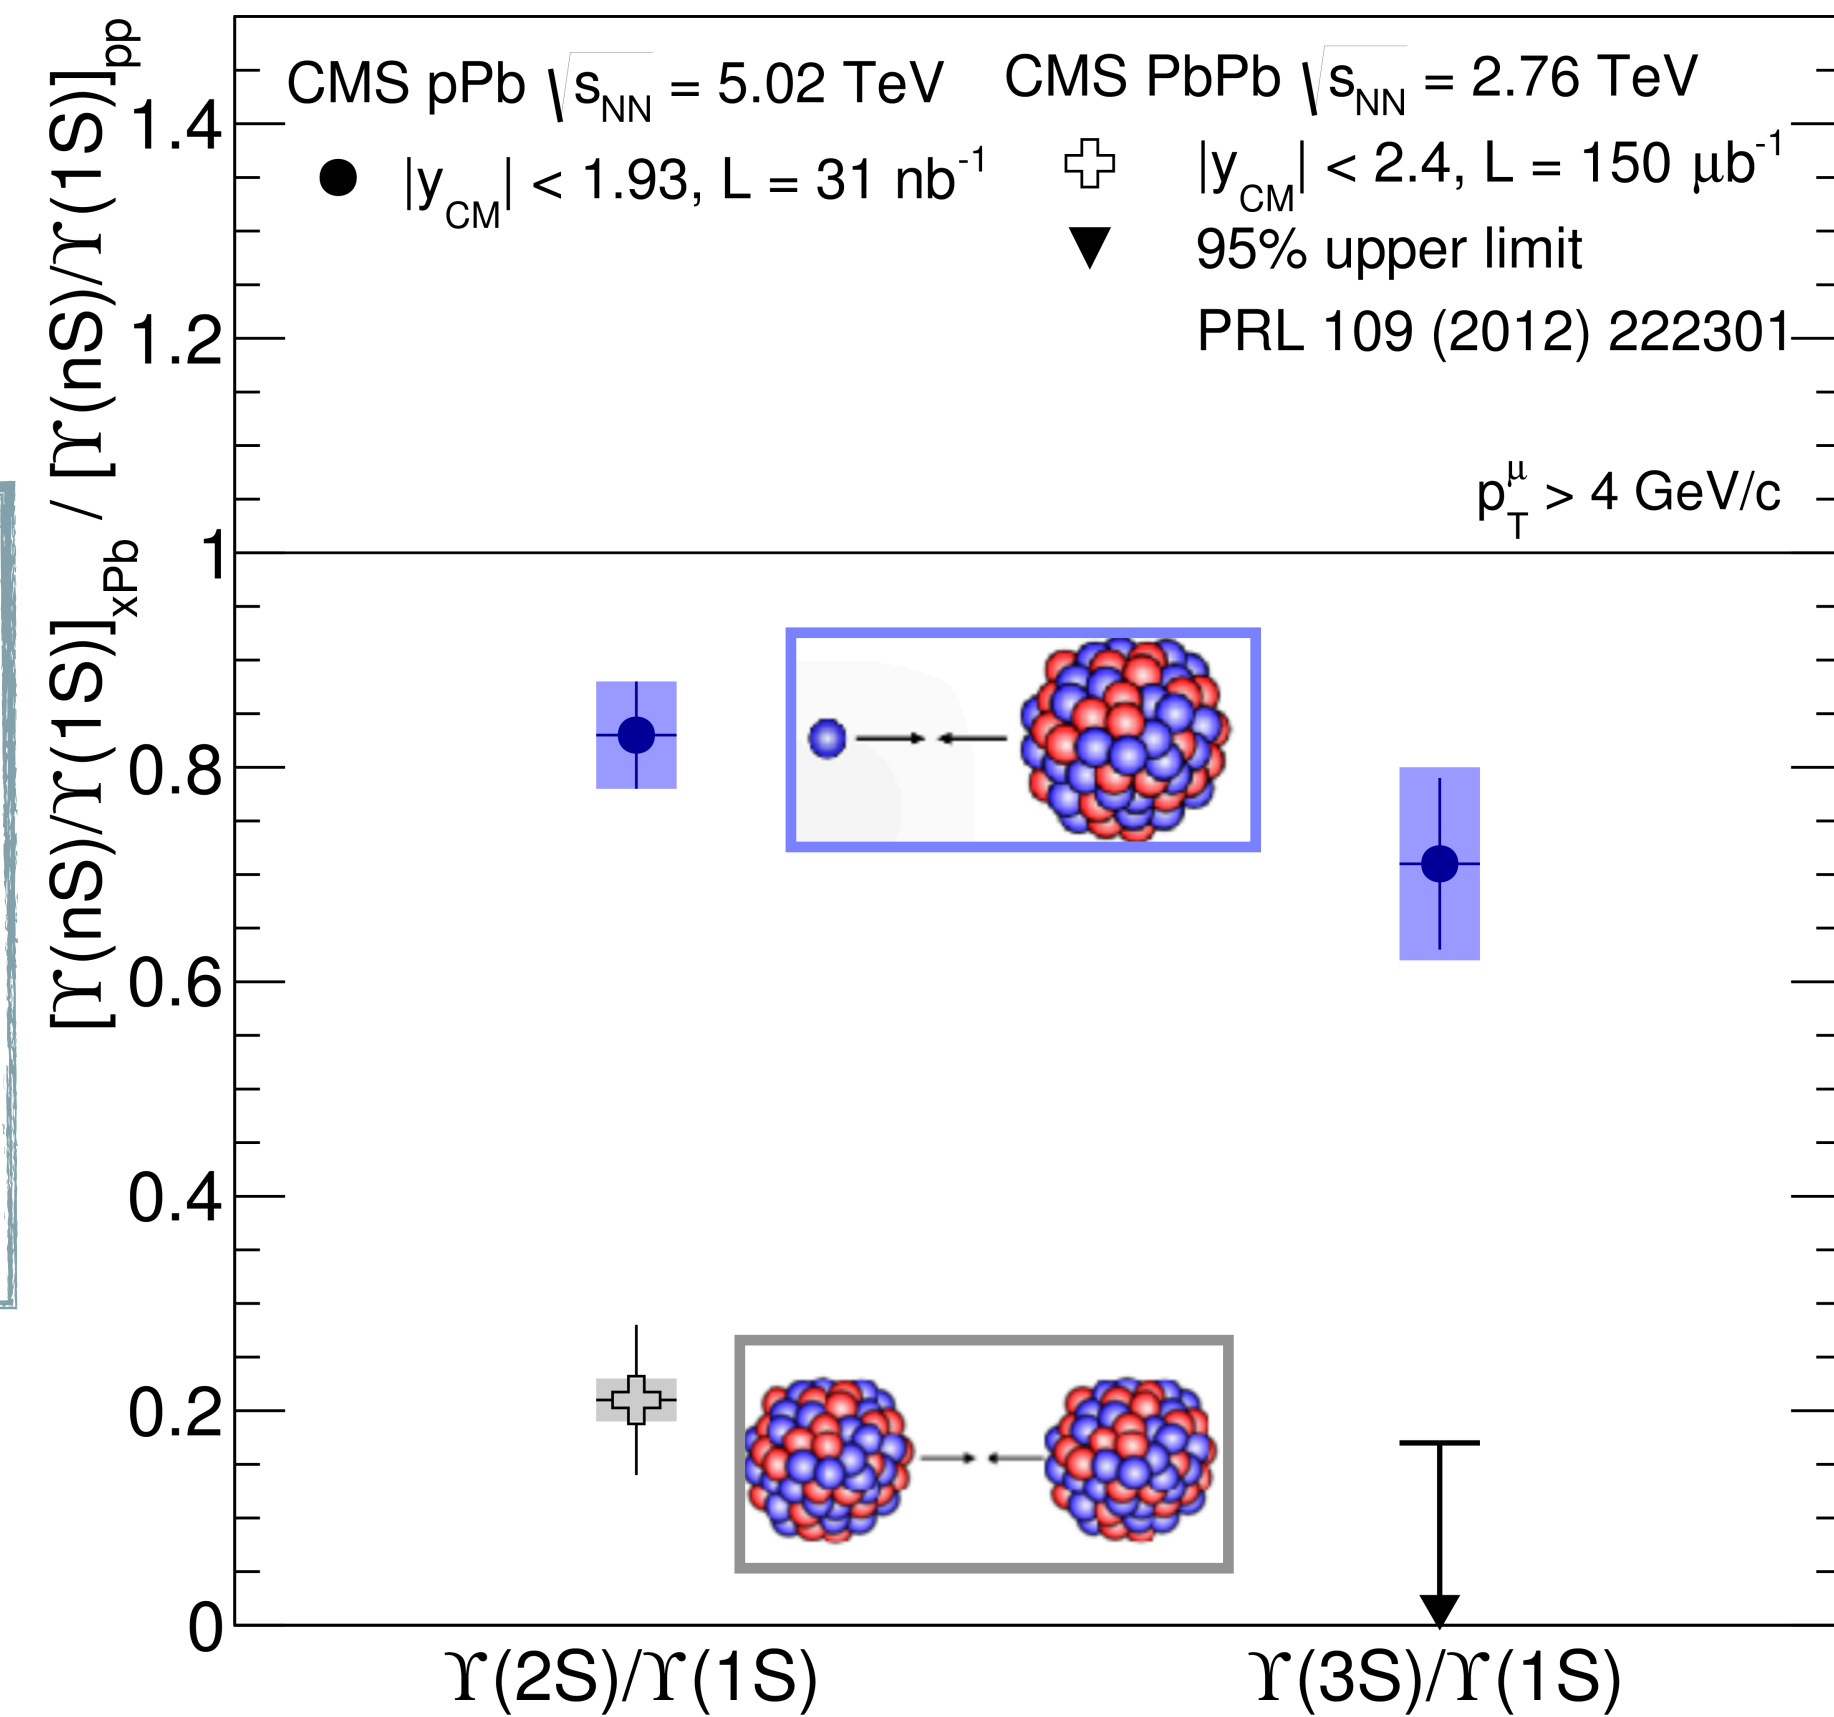 [ϒ(nS)/ϒ(1S)]xPb / [ϒ(nS)/ϒ(1S)]pp
CMS pPb √sNN = 5.02 TeV
|yCM| < 1.93, L = 31 nb-1
CMS PbPb √sNN = 2.76 TeV
|yCM| < 2.4, L = 150 μb-1
95% upper limit
PRL 109 (2012) 222301
pTμ > 4 GeV/c
1.4
1.2
1
0.8
0.6
0.4
0.2
0
ϒ(2S)/ϒ(1S)
ϒ(3S)/ϒ(1S)